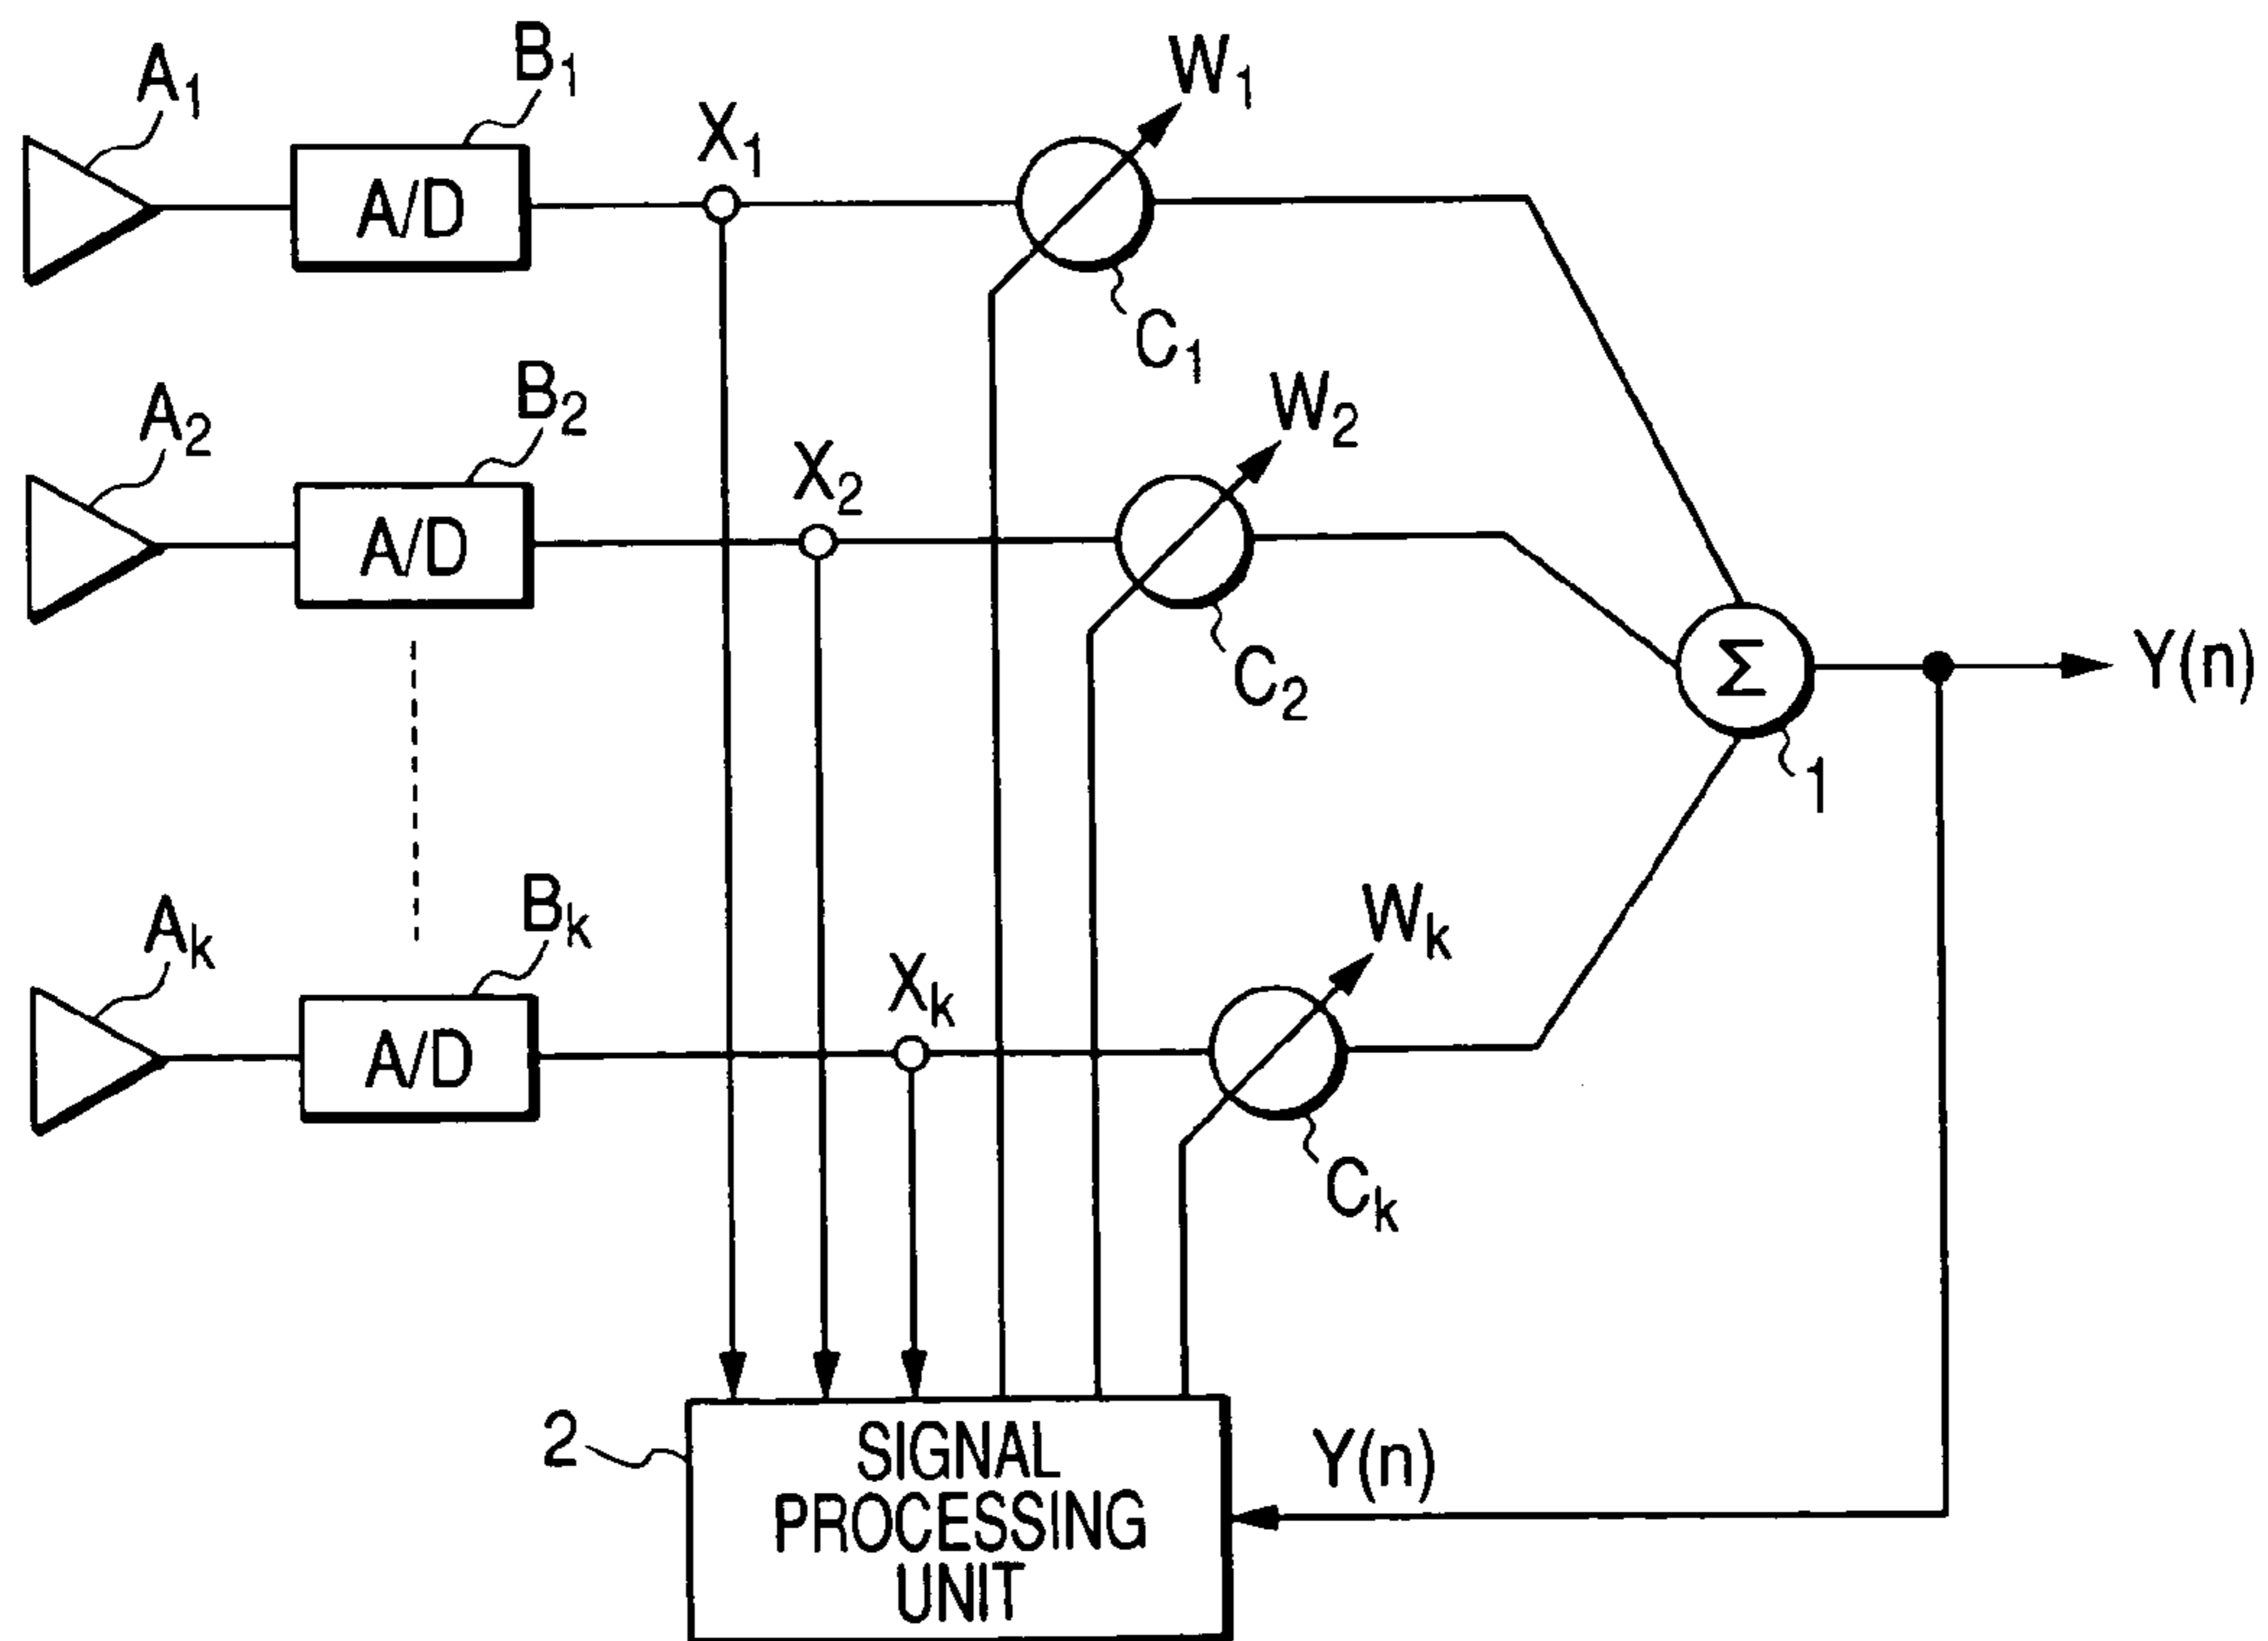 A₁
B₁
X₁
W₁
A/D
C₁
A₂
B₂
X₂
W₂
A/D
C₂
Σ
Y(n)
1
Aₖ
Bₖ
Xₖ
Wₖ
A/D
Cₖ
2
SIGNAL
PROCESSING
UNIT
Y(n)